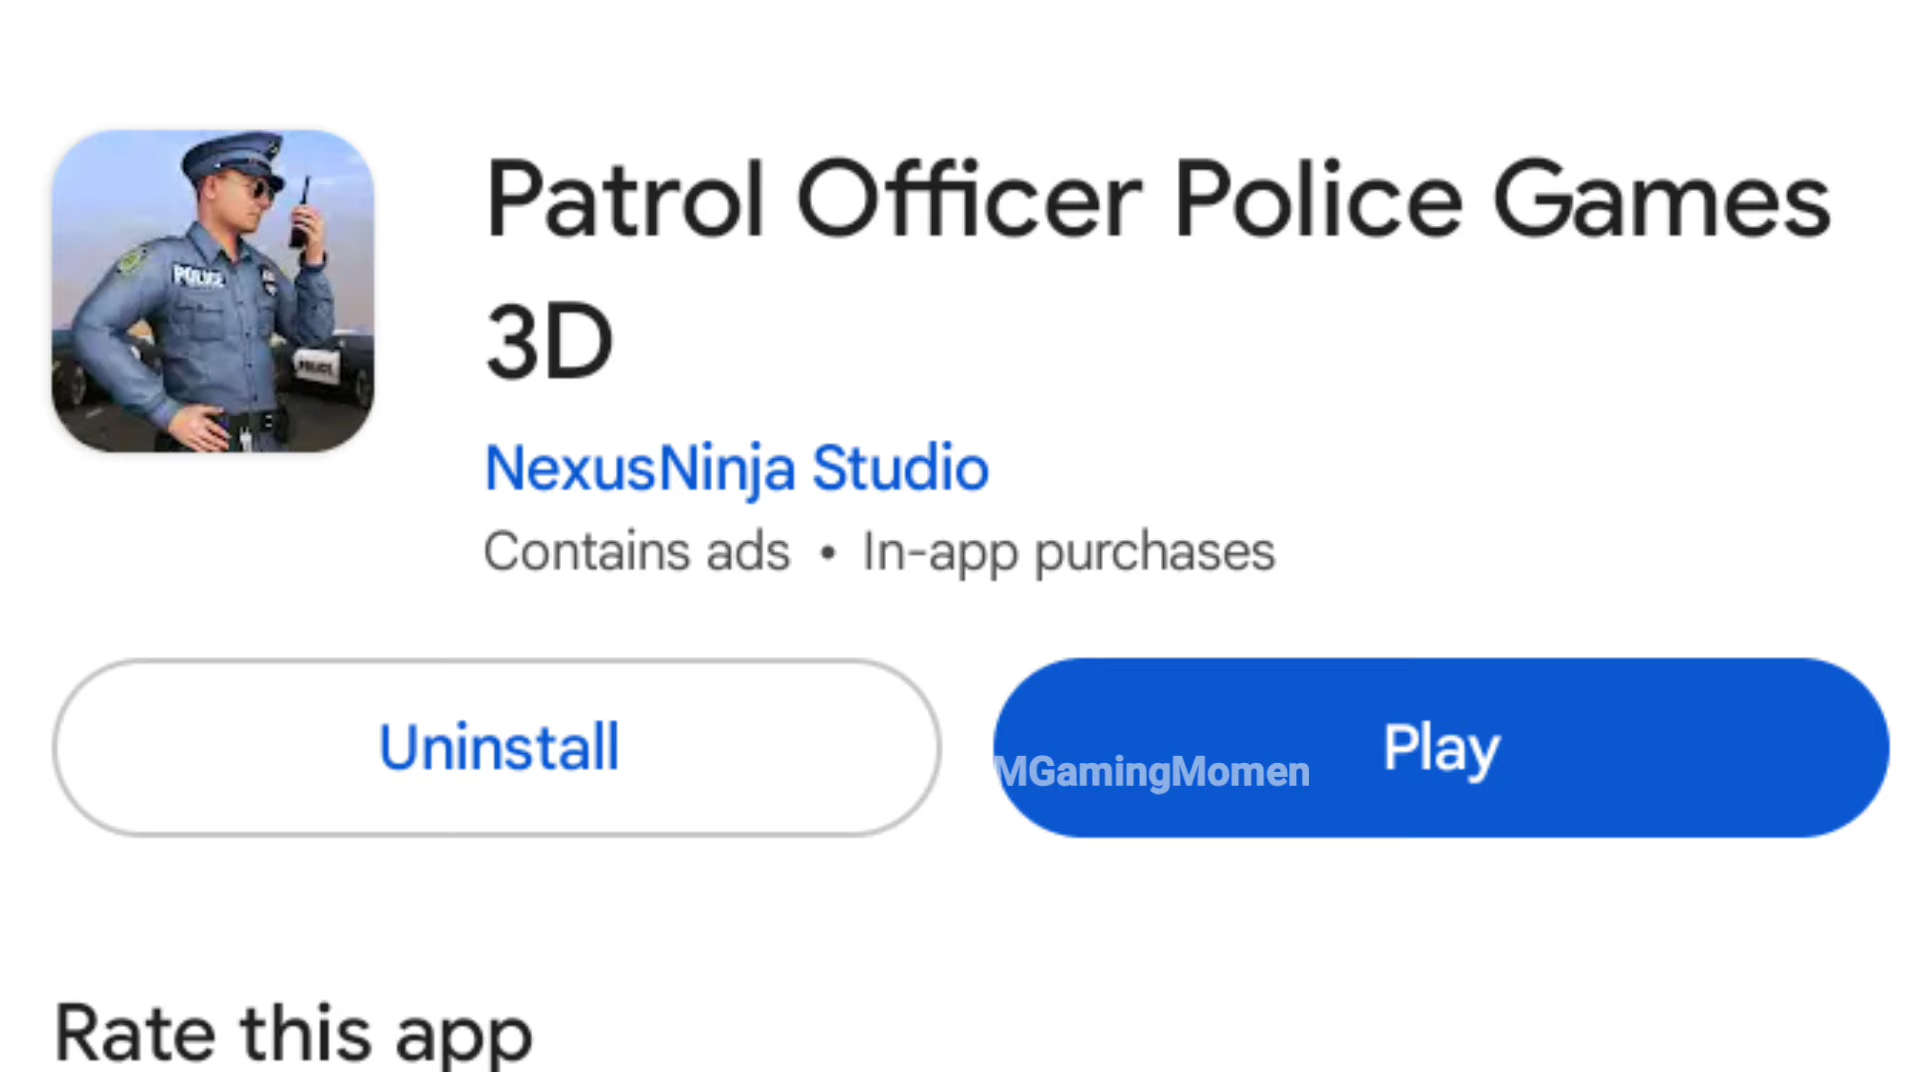 POLICE
POLICE
Patrol Officer Police Games
3D
NexusNinja Studio
Contains ads • In-app purchases
Uninstall
Play
MGamingMomen
Rate this app